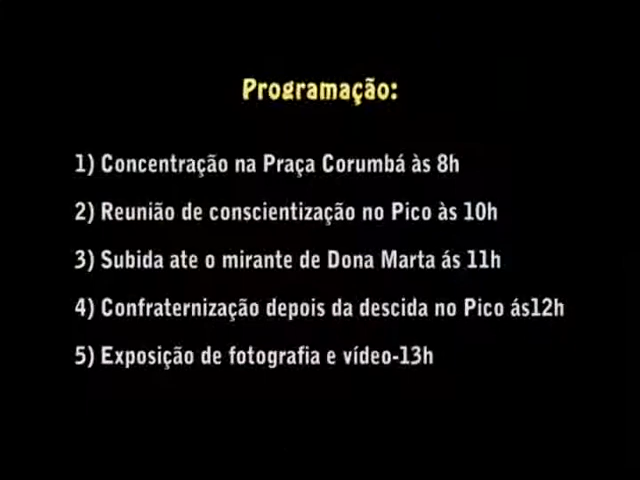 Programação:
1) Concentração na Praça Corumbá às 8h
2) Reunião de conscientização no Pico às 10h
3) Subida ate o mirante de Dona Marta ás 11h
4) Confraternização depois da descida no Pico ás12h
5) Exposição de fotografia e vídeo-13h